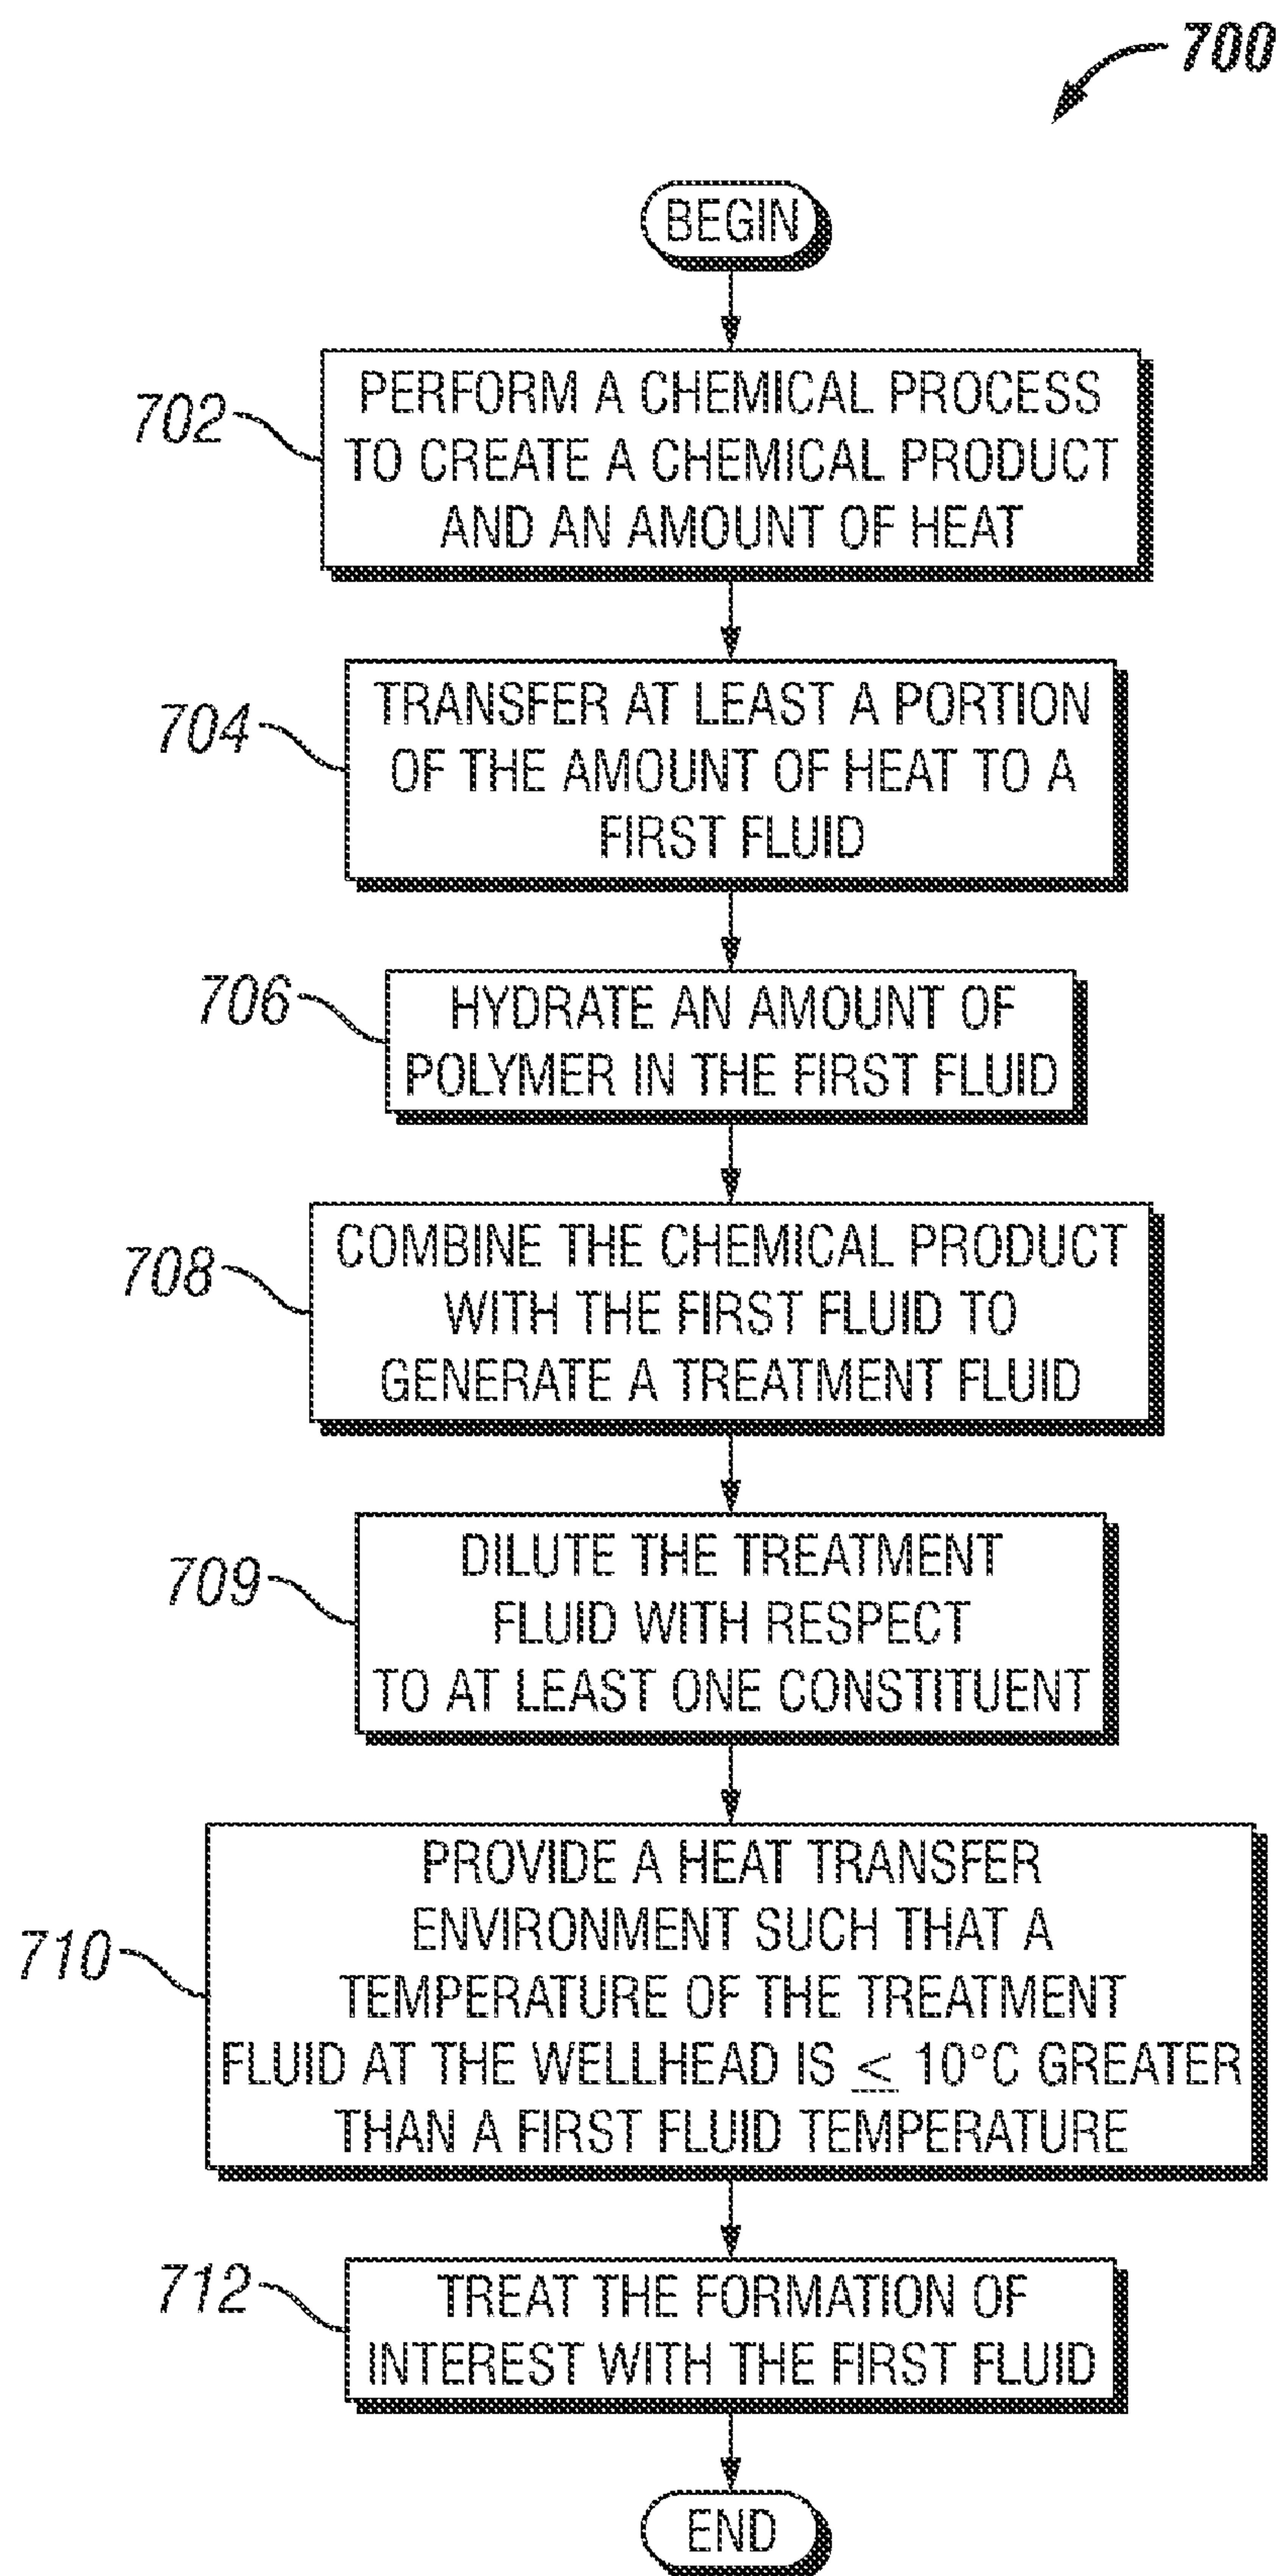 700
BEGIN
702
PERFORM A CHEMICAL PROCESS
TO CREATE A CHEMICAL PRODUCT
AND AN AMOUNT OF HEAT
704
TRANSFER AT LEAST A PORTION
OF THE AMOUNT OF HEAT TO A
FIRST FLUID
706
HYDRATE AN AMOUNT OF
POLYMER IN THE FIRST FLUID
708
COMBINE THE CHEMICAL PRODUCT
WITH THE FIRST FLUID TO
GENERATE A TREATMENT FLUID
709
DILUTE THE TREATMENT
FLUID WITH RESPECT
TO AT LEAST ONE CONSTITUENT
710
PROVIDE A HEAT TRANSFER
ENVIRONMENT SUCH THAT A
TEMPERATURE OF THE TREATMENT
FLUID AT THE WELLHEAD IS ≤ 10°C GREATER
THAN A FIRST FLUID TEMPERATURE
712
TREAT THE FORMATION OF
INTEREST WITH THE FIRST FLUID
END